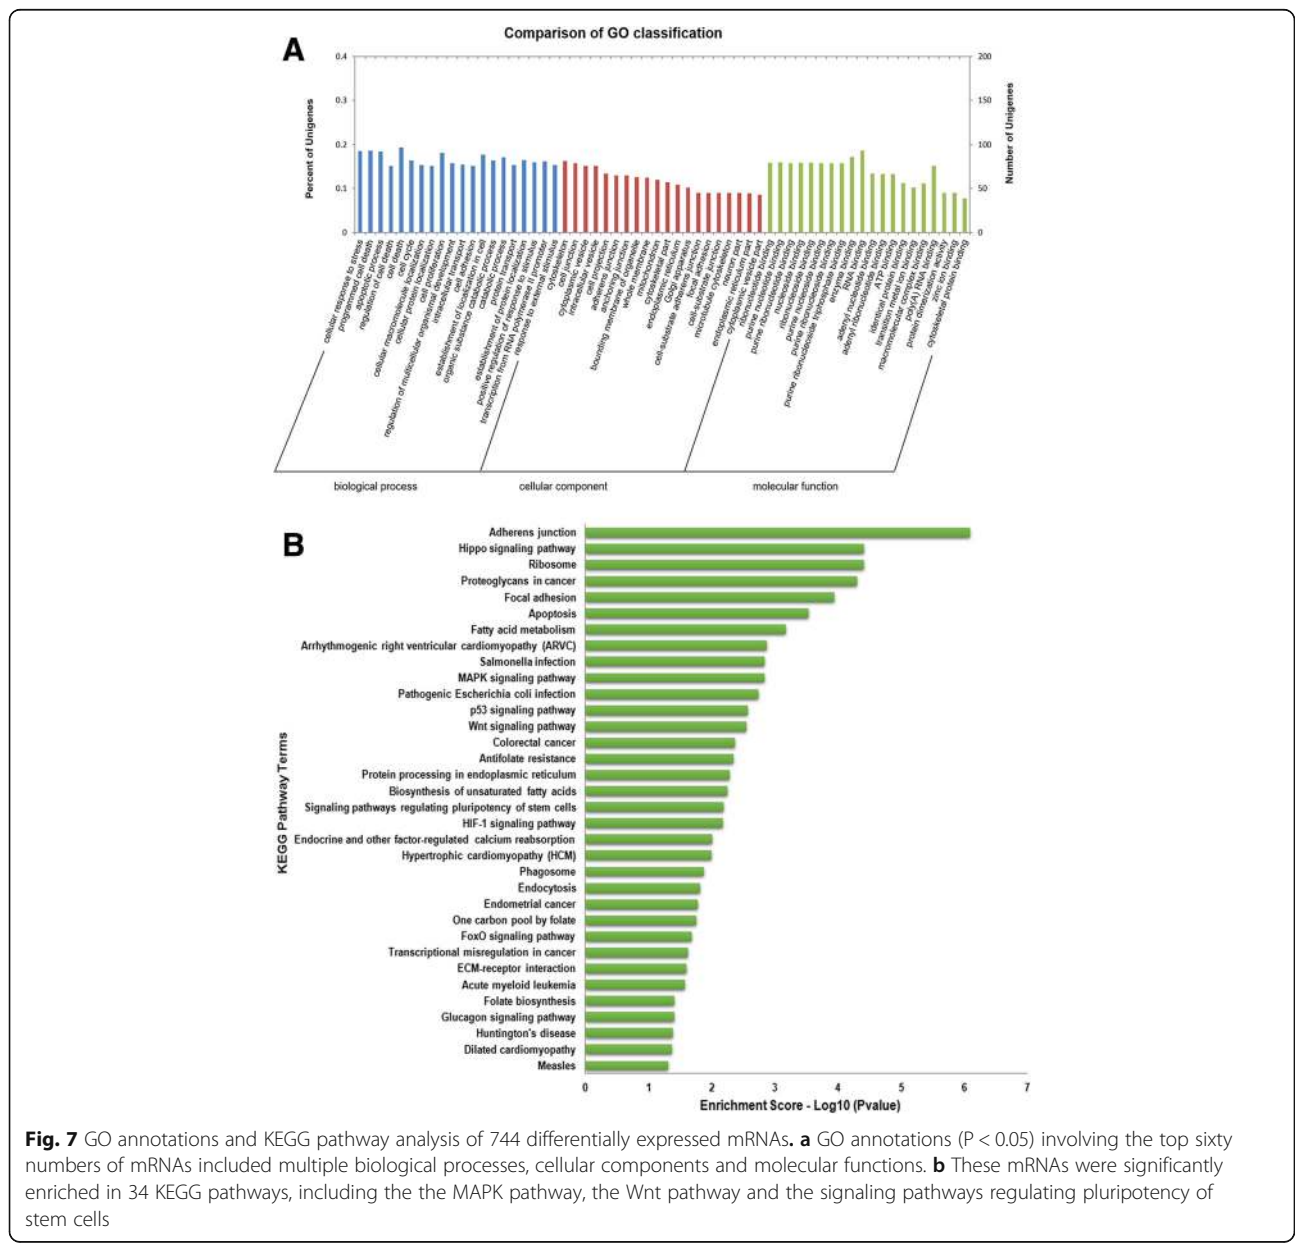 A
Comparison of GO classification
Percent of Unigenes
Number of Unigenes
0.4
0.3
0.2
0.1
0
200
150
100
50
0
cellular response to stress
programmed cell death
apoptotic process
regulation of cell death
cell death
cell cycle
cellular macromolecule localization
cellular protein localization
cell proliferation
regulation of multicellular organismal development
intracellular transport
cell adhesion
establishment of localization in cell
organic substance catabolic process
catabolic process
protein transport
establishment of protein localization
positive regulation of response to stimulus
transcription from RNA polymerase II promoter
response to external stimulus
cytoskeleton
cell junction
cytoplasmic vesicle
intracellular vesicle
cell projection
adherens junction
anchoring junction
bounding membrane of organelle
whole membrane
mitochondrion
cytoskeletal part
endoplasmic reticulum
Golgi apparatus
cell-substrate adherens junction
focal adhesion
cell-substrate junction
microtubule cytoskeleton
neuron part
endoplasmic reticulum part
cytoplasmic vesicle part
ribonucleotide binding
purine nucleotide binding
purine ribonucleotide binding
nucleoside binding
ribonucleoside binding
purine nucleoside binding
purine ribonucleoside binding
purine ribonucleoside triphosphate binding
enzyme binding
RNA binding
adenyl nucleotide binding
adenyl ribonucleotide binding
ATP binding
identical protein binding
transition metal ion binding
macromolecular complex binding
poly(A) RNA binding
protein dimerization activity
zinc ion binding
cytoskeletal protein binding
biological process
cellular component
molecular function
B
KEGG Pathway Terms
Adherens junction
Hippo signaling pathway
Ribosome
Proteoglycans in cancer
Focal adhesion
Apoptosis
Fatty acid metabolism
Arrhythmogenic right ventricular cardiomyopathy (ARVC)
Salmonella infection
MAPK signaling pathway
Pathogenic Escherichia coli infection
p53 signaling pathway
Wnt signaling pathway
Colorectal cancer
Antifolate resistance
Protein processing in endoplasmic reticulum
Biosynthesis of unsaturated fatty acids
Signaling pathways regulating pluripotency of stem cells
HIF-1 signaling pathway
Endocrine and other factor-regulated calcium reabsorption
Hypertrophic cardiomyopathy (HCM)
Phagosome
Endocytosis
Endometrial cancer
One carbon pool by folate
FoxO signaling pathway
Transcriptional misregulation in cancer
ECM-receptor interaction
Acute myeloid leukemia
Folate biosynthesis
Glucagon signaling pathway
Huntington's disease
Dilated cardiomyopathy
Measles
0 1 2 3 4 5 6 7
Enrichment Score - Log10 (Pvalue)
Fig. 7 GO annotations and KEGG pathway analysis of 744 differentially expressed mRNAs. a GO annotations (P < 0.05) involving the top sixty
numbers of mRNAs included multiple biological processes, cellular components and molecular functions. b These mRNAs were significantly
enriched in 34 KEGG pathways, including the the MAPK pathway, the Wnt pathway and the signaling pathways regulating pluripotency of
stem cells